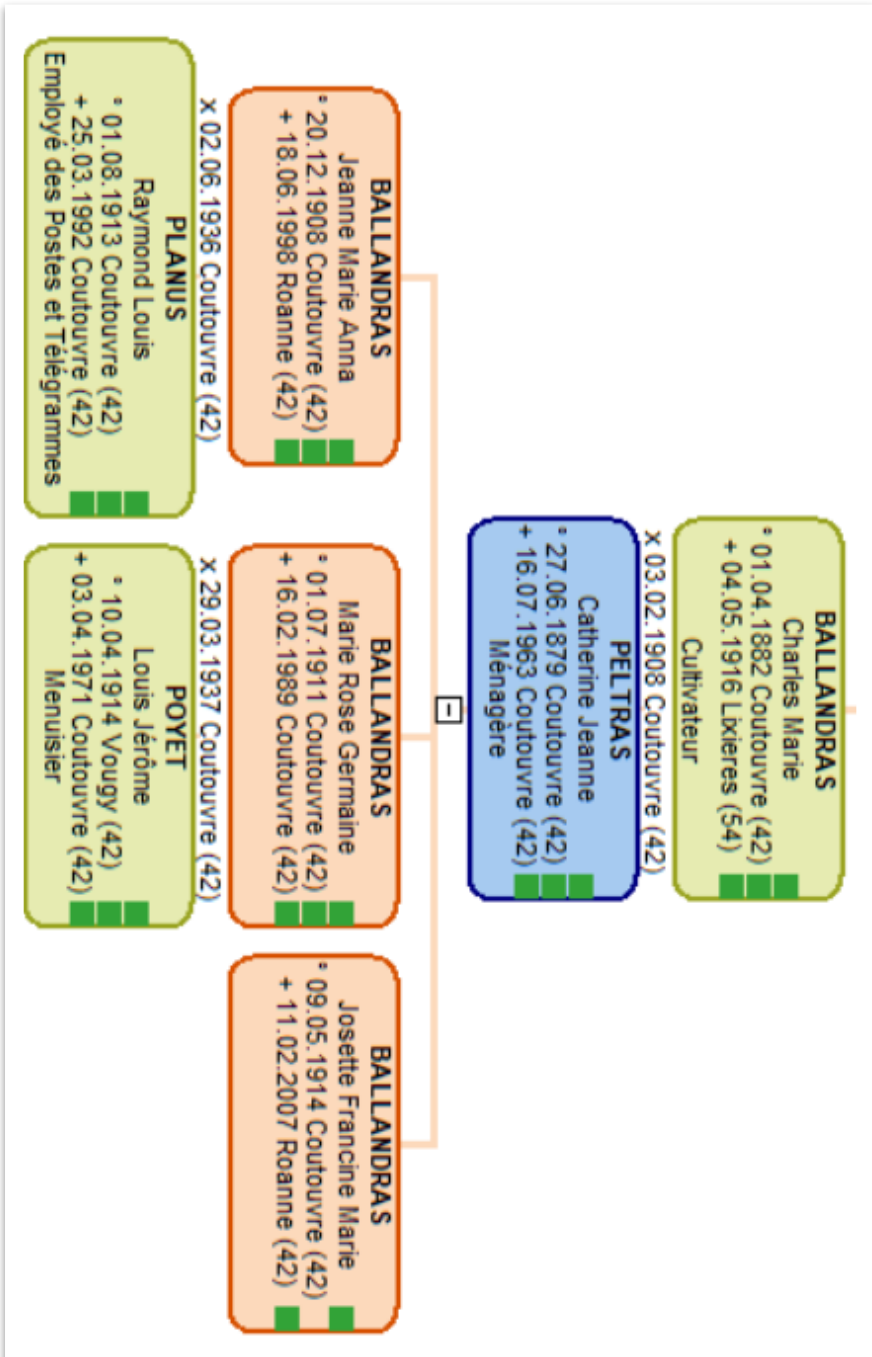 BALLANDRAS
Charles Marie
° 01.04.1882 Coutouvre (42)
+ 04.05.1916 Lixieres (54)
Cultivateur
x 03.02.1908 Coutouvre (42)
PELTRAS
Catherine Jeanne
° 27.06.1879 Coutouvre (42)
+ 16.07.1963 Coutouvre (42)
Ménagère
BALLANDRAS
Jeanne Marie Anna
° 20.12.1908 Coutouvre (42)
+ 18.06.1998 Roanne (42)
x 02.06.1936 Coutouvre (42)
PLANUS
Raymond Louis
° 01.08.1913 Coutouvre (42)
+ 25.03.1992 Coutouvre (42)
Employé des Postes et Télégrammes
BALLANDRAS
Marie Rose Germaine
° 01.07.1911 Coutouvre (42)
+ 16.02.1989 Coutouvre (42)
x 29.03.1937 Coutouvre (42)
POYET
Louis Jérôme
° 10.04.1914 Vougy (42)
+ 03.04.1971 Coutouvre (42)
Menuisier
BALLANDRAS
Josette Francine Marie
° 09.05.1914 Coutouvre (42)
+ 11.02.2007 Roanne (42)